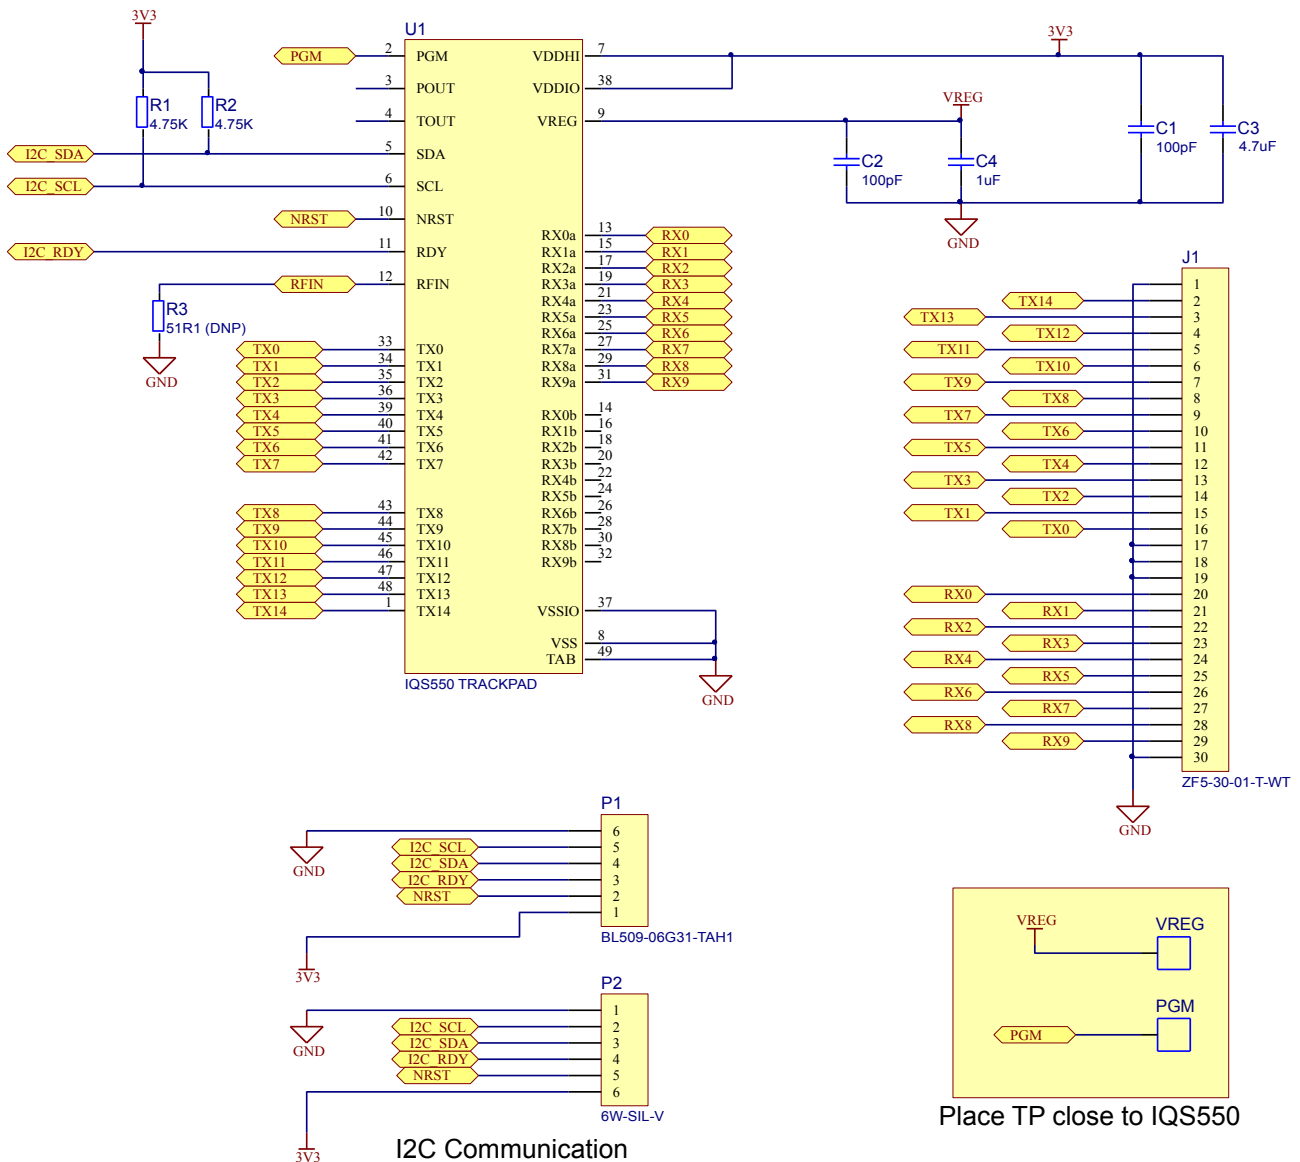 3V3
R1
4.75K
R2
4.75K
I2C_SDA
I2C_SCL
NRST
I2C_RDY
RFIN
R3
51R1 (DNP)
GND
PGM
U1
2 PGM
3 POUT
4 TOUT
5 SDA
6 SCL
10 NRST
11 RDY
12 RFIN
TX0 33 TX0
TX1 34 TX1
TX2 35 TX2
TX3 36 TX3
TX4 39 TX4
TX5 40 TX5
TX6 41 TX6
TX7 42 TX7
TX8 43 TX8
TX9 44 TX9
TX10 45 TX10
TX11 46 TX11
TX12 47 TX12
TX13 48 TX13
TX14 1 TX14
VDDHI 7
VDDIO 38
VREG 9
RX0a 13 RX0
RX1a 15 RX1
RX2a 17 RX2
RX3a 19 RX3
RX4a 21 RX4
RX5a 23 RX5
RX6a 25 RX6
RX7a 27 RX7
RX8a 29 RX8
RX9a 31 RX9
RX0b 14
RX1b 16
RX2b 18
RX3b 20
RX4b 22
RX5b 24
RX6b 26
RX7b 28
RX8b 30
RX9b 32
VSSIO 37
VSS 8
TAB 49
GND
IQS550 TRACKPAD
3V3
VREG
C2
100pF
C4
1uF
C1
100pF
C3
4.7uF
GND
J1
1
TX14 2
TX13 3
TX12 4
TX11 5
TX10 6
TX9 7
TX8 8
TX7 9
TX6 10
TX5 11
TX4 12
TX3 13
TX2 14
TX1 15
TX0 16
17
18
19
RX0 20
RX1 21
RX2 22
RX3 23
RX4 24
RX5 25
RX6 26
RX7 27
RX8 28
RX9 29
30
ZF5-30-01-T-WT
GND
P1
6
GND
I2C_SCL 5
I2C_SDA 4
I2C_RDY 3
NRST 2
1
BL509-06G31-TAH1
3V3
P2
1
GND
I2C_SCL 2
I2C_SDA 3
I2C_RDY 4
NRST 5
6
6W-SIL-V
3V3
I2C Communication
VREG
VREG
PGM
PGM
Place TP close to IQS550